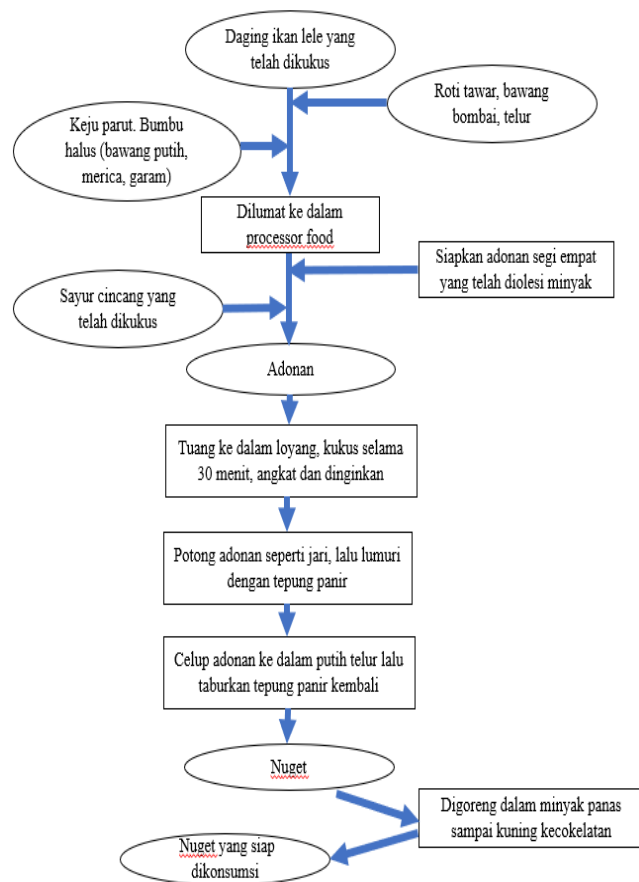 Daging ikan lele yang
telah dikukus
Roti tawar, bawang
bombai, telur
Keju parut. Bumbu
halus (bawang putih,
merica, garam)
Dilumat ke dalam
processor food
Siapkan adonan segi empat
yang telah diolesi minyak
Sayur cincang yang
telah dikukus
Adonan
Tuang ke dalam loyang, kukus selama
30 menit, angkat dan dinginkan
Potong adonan seperti jari, lalu lumuri
dengan tepung panir
Celup adonan ke dalam putih telur lalu
taburkan tepung panir kembali
Nuget
Digoreng dalam minyak panas
sampai kuning kecokelatan
Nuget yang siap
dikonsumsi